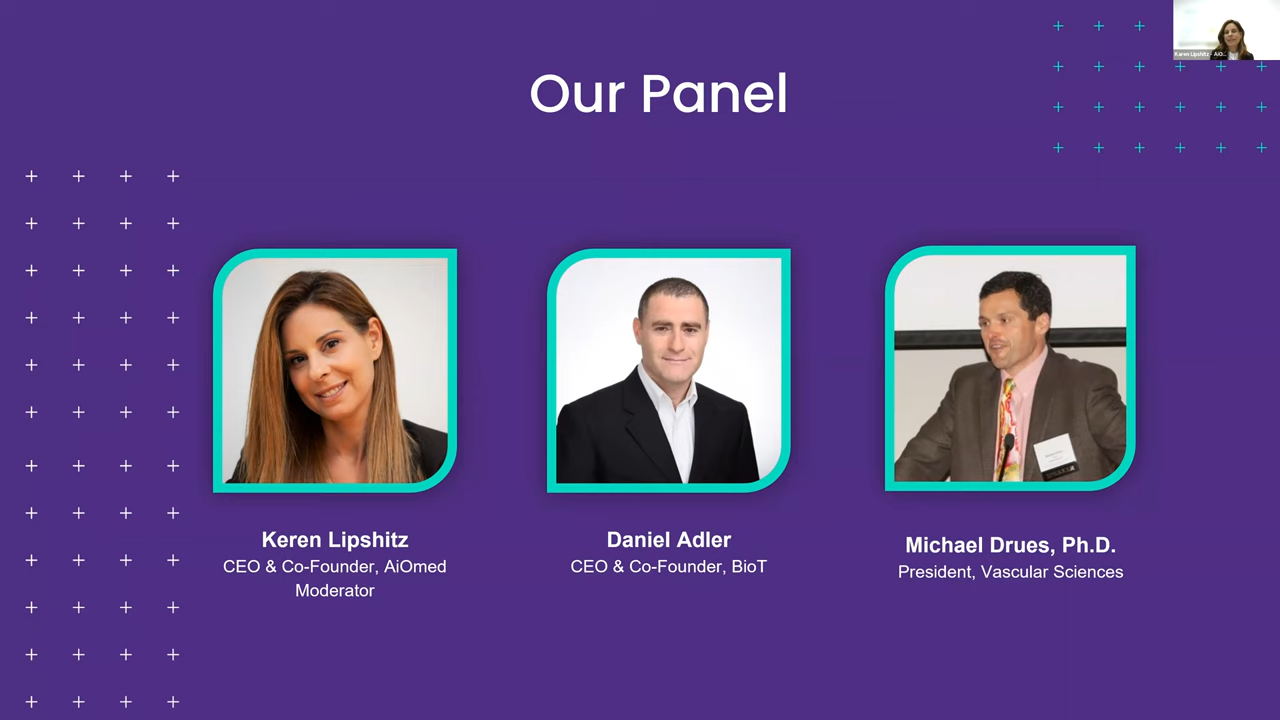 Our Panel
Keren Lipshitz
CEO & Co-Founder, AiOmed
Moderator
Daniel Adler
CEO & Co-Founder, BioT
Michael Drues, Ph.D.
President, Vascular Sciences